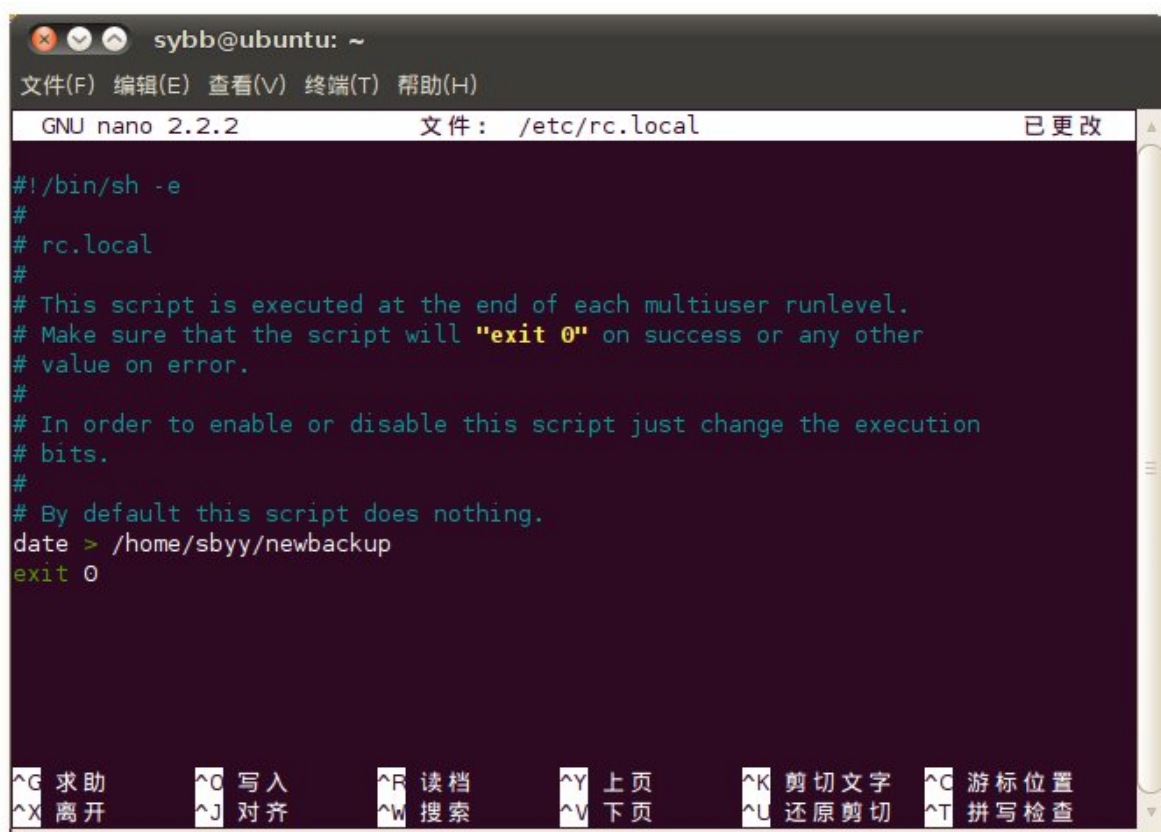 sybb@ubuntu: ~
文件(F) 编辑(E) 查看(V) 终端(T) 帮助(H)
GNU nano 2.2.2 文件: /etc/rc.local 已更改
#!/bin/sh -e
#
# rc.local
#
# This script is executed at the end of each multiuser runlevel.
# Make sure that the script will "exit 0" on success or any other
# value on error.
#
# In order to enable or disable this script just change the execution
# bits.
#
# By default this script does nothing.
date > /home/sbyy/newbackup
exit 0
^G 求助 ^O 写入 ^R 读档 ^Y 上页 ^K 剪切文字 ^C 游标位置
^X 离开 ^J 对齐 ^W 搜索 ^V 下页 ^U 还原剪切 ^T 拼写检查